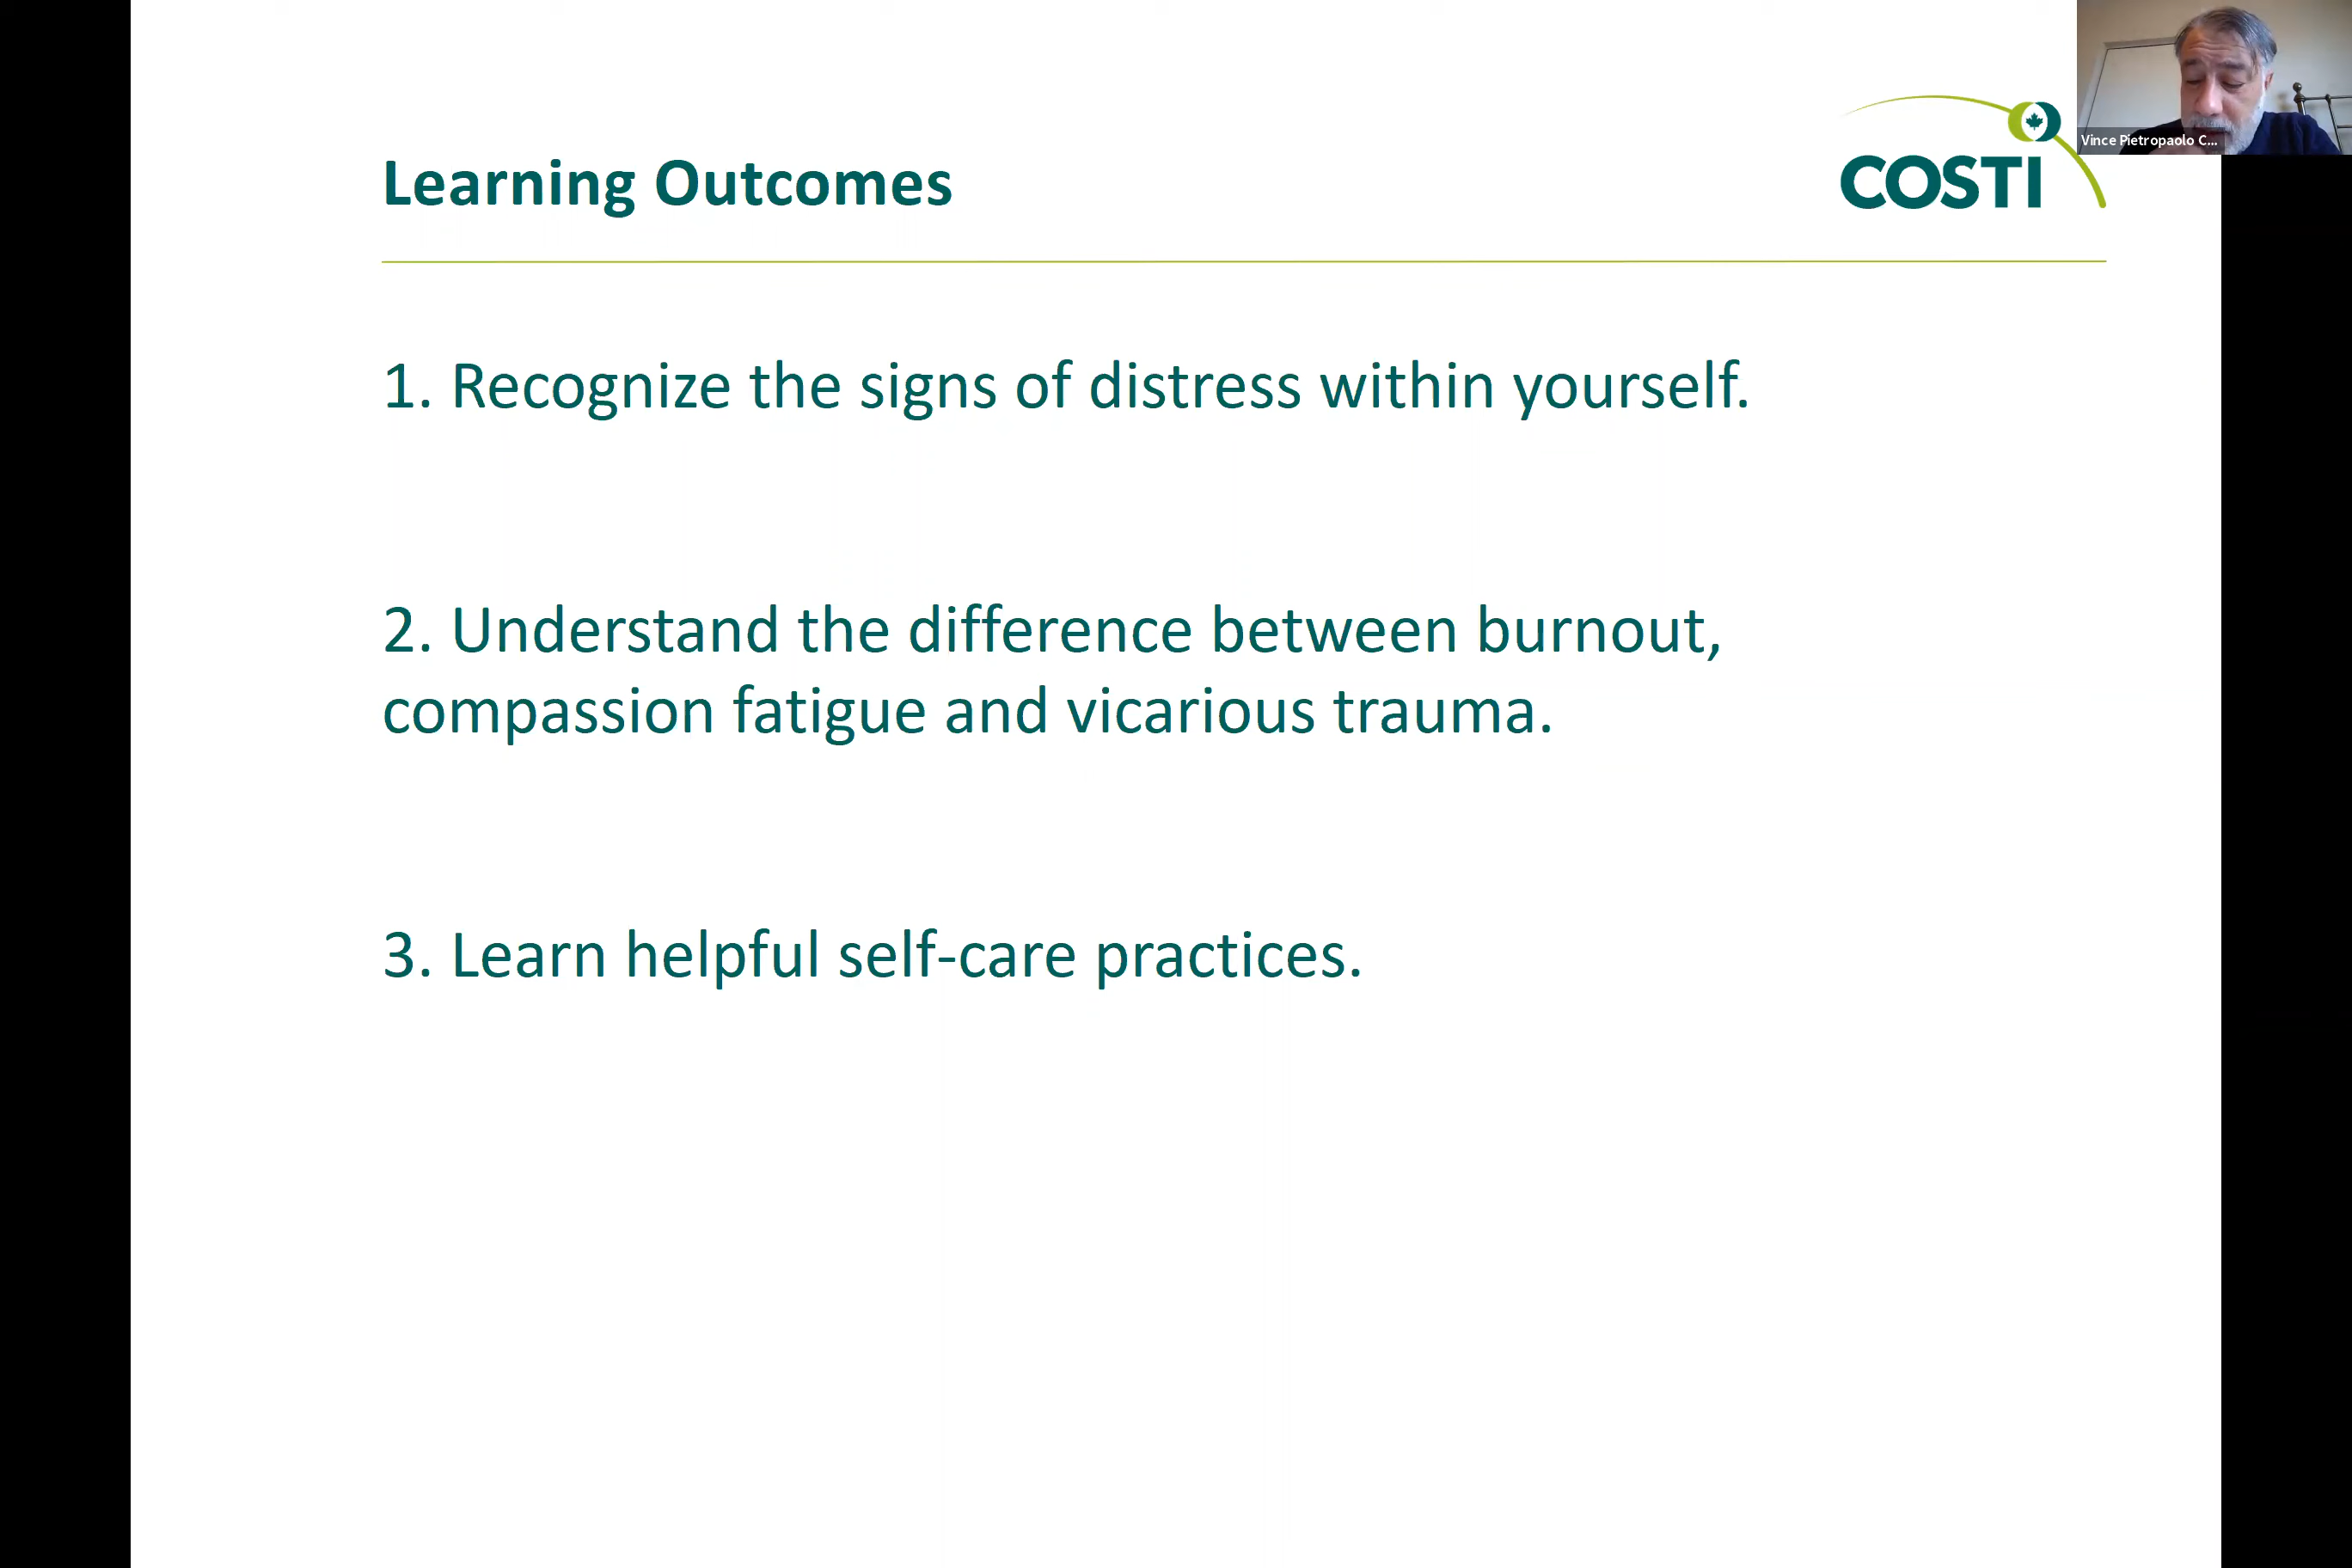 Vince Pietropaolo C...
COSTI
Learning Outcomes
1. Recognize the signs of distress within yourself.
2. Understand the difference between burnout,
compassion fatigue and vicarious trauma.
3. Learn helpful self-care practices.